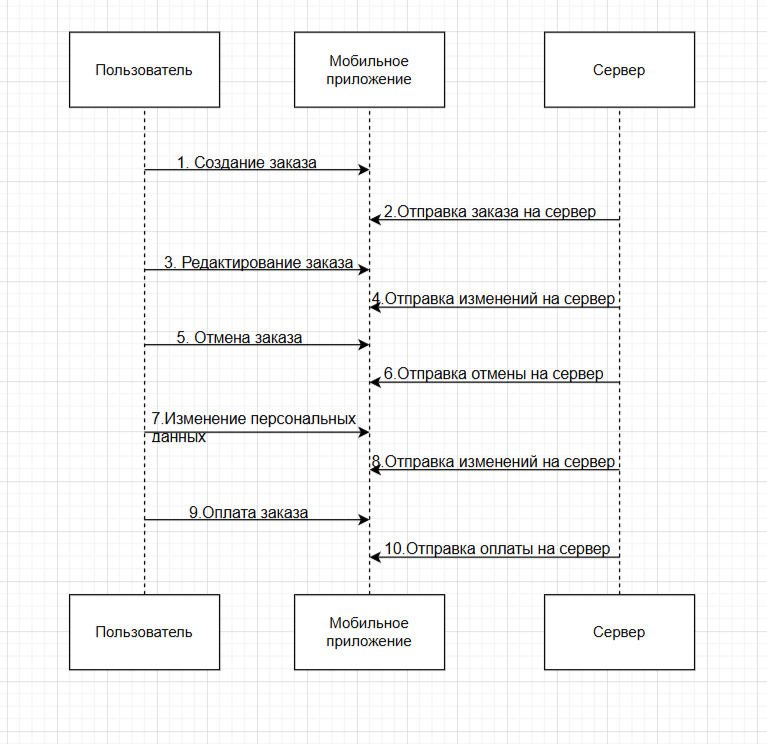 Пользователь
Мобильное
приложение
Сервер
1. Создание заказа
2.Отправка заказа на сервер
3. Редактирование заказа
4.Отправка изменений на сервер
5. Отмена заказа
6.Отправка отмены на сервер
7.Изменение персональных
данных
8.Отправка изменений на сервер
9.Оплата заказа
10.Отправка оплаты на сервер
Пользователь
Мобильное
приложение
Сервер